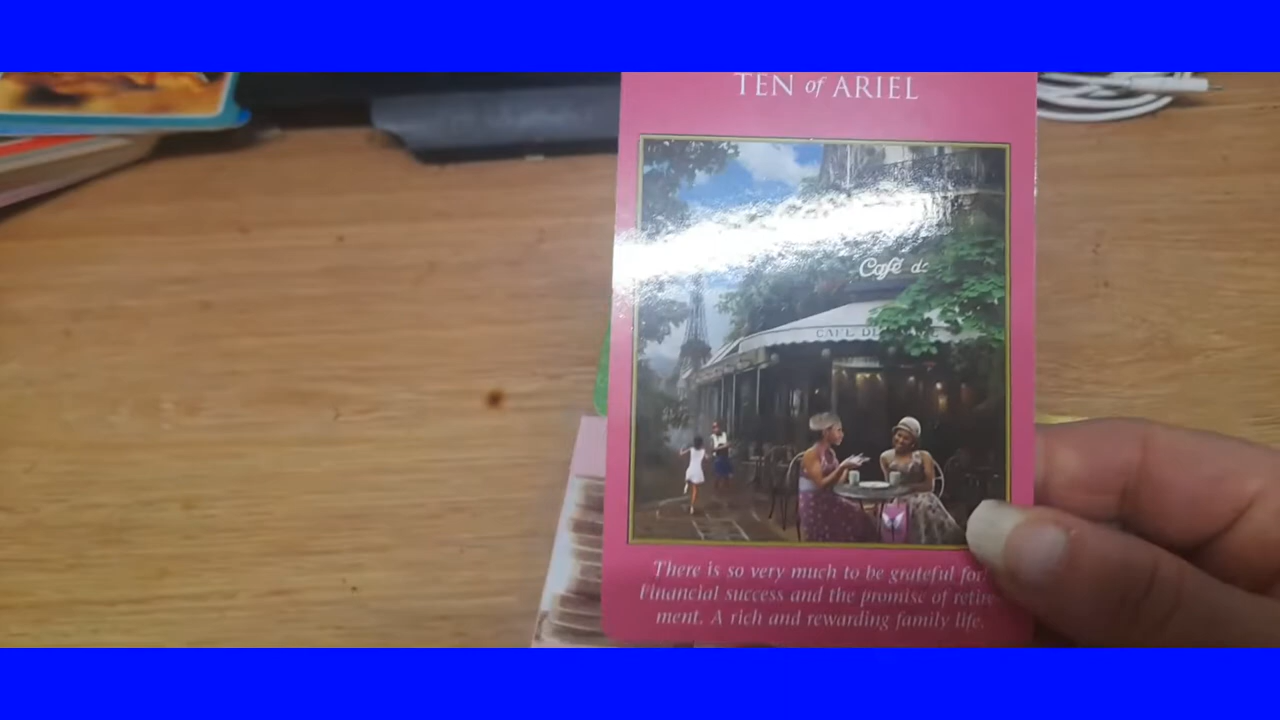 TEN of ARIEL
Café de
CAFE DE
There is so very much to be grateful for.
Financial success and the promise of retire
ment. A rich and rewarding family life.